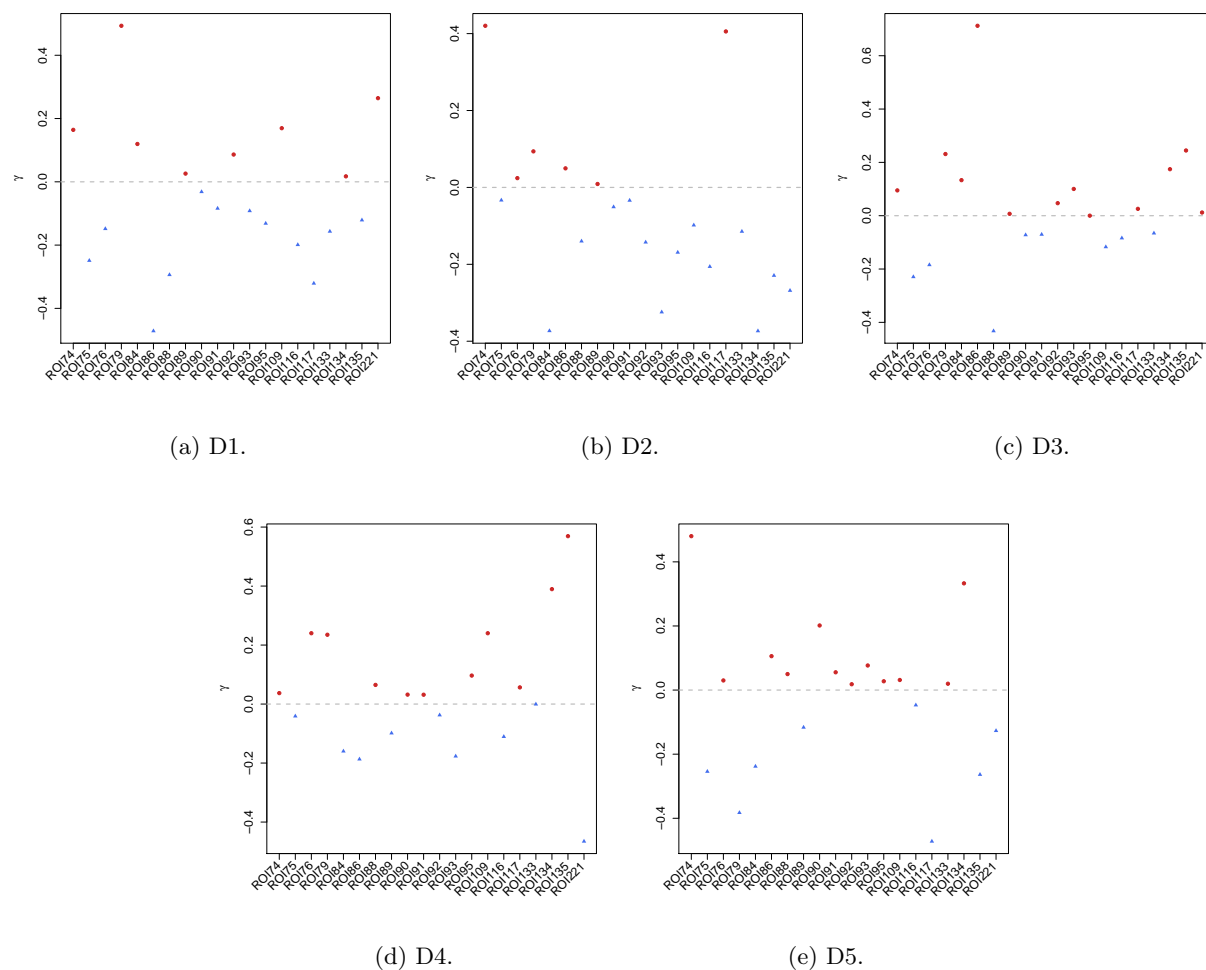 γ
0.4
0.2
0.0
−0.2
−0.4
ROI74 ROI75 ROI76 ROI79 ROI84 ROI86 ROI88 ROI89 ROI90 ROI91 ROI92 ROI93 ROI95 ROI109 ROI116 ROI117 ROI133 ROI134 ROI135 ROI221
(a) D1.
γ
0.4
0.2
0.0
−0.2
−0.4
ROI74 ROI75 ROI76 ROI79 ROI84 ROI86 ROI88 ROI89 ROI90 ROI91 ROI92 ROI93 ROI95 ROI109 ROI116 ROI117 ROI133 ROI134 ROI135 ROI221
(b) D2.
γ
0.6
0.4
0.2
0.0
−0.2
−0.4
ROI74 ROI75 ROI76 ROI79 ROI84 ROI86 ROI88 ROI89 ROI90 ROI91 ROI92 ROI93 ROI95 ROI109 ROI116 ROI117 ROI133 ROI134 ROI135 ROI221
(c) D3.
γ
0.6
0.4
0.2
0.0
−0.2
−0.4
ROI74 ROI75 ROI76 ROI79 ROI84 ROI86 ROI88 ROI89 ROI90 ROI91 ROI92 ROI93 ROI95 ROI109 ROI116 ROI117 ROI133 ROI134 ROI135 ROI221
(d) D4.
γ
0.4
0.2
0.0
−0.2
−0.4
ROI74 ROI75 ROI76 ROI79 ROI84 ROI86 ROI88 ROI89 ROI90 ROI91 ROI92 ROI93 ROI95 ROI109 ROI116 ROI117 ROI133 ROI134 ROI135 ROI221
(e) D5.